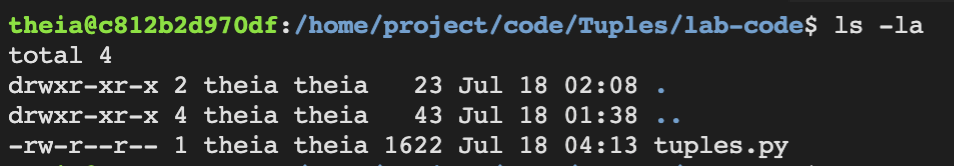 theia@c812b2d970df:/home/project/code/Tuples/lab-code$ ls -la
total 4
drwxr-xr-x 2 theia theia   23 Jul 18 02:08 .
drwxr-xr-x 4 theia theia   43 Jul 18 01:38 ..
-rw-r--r-- 1 theia theia 1622 Jul 18 04:13 tuples.py